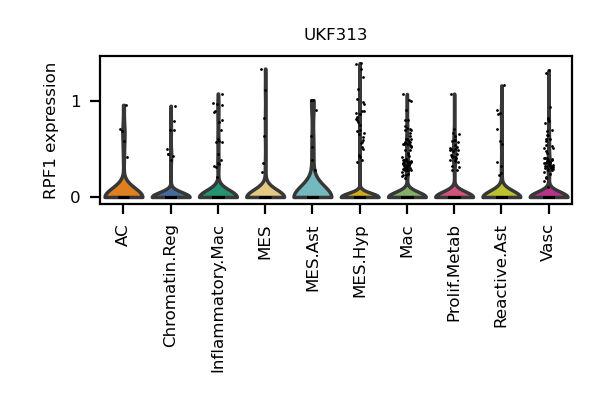 UKF313
RPF1 expression
1
0
AC
Chromatin.Reg
Inflammatory.Mac
MES
MES.Ast
MES.Hyp
Mac
Prolif.Metab
Reactive.Ast
Vasc